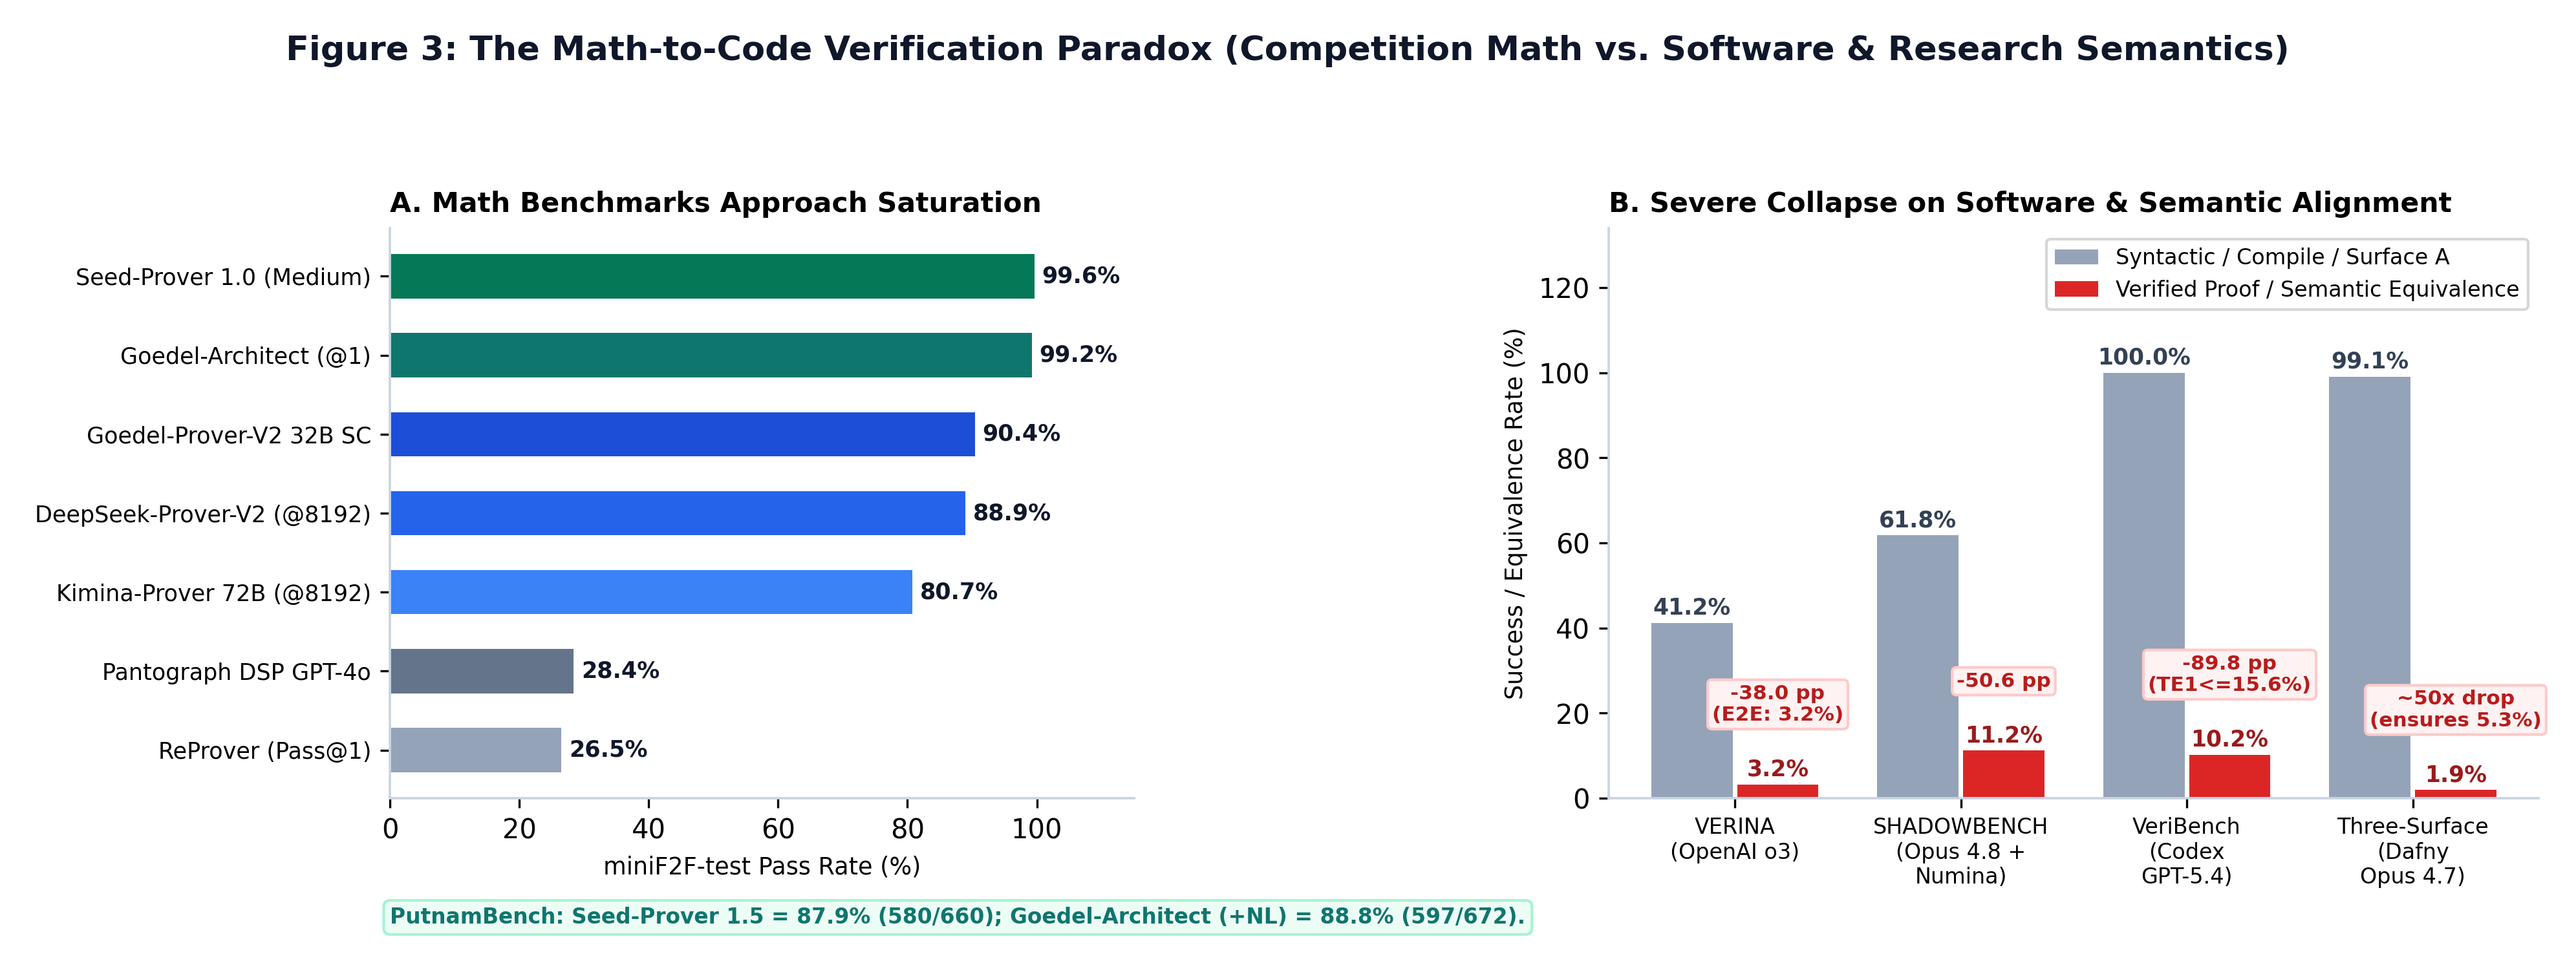 Figure 3: The Math-to-Code Verification Paradox (Competition Math vs. Software & Research Semantics)
A. Math Benchmarks Approach Saturation
Seed-Prover 1.0 (Medium)
99.6%
Goedel-Architect (@1)
99.2%
Goedel-Prover-V2 32B SC
90.4%
DeepSeek-Prover-V2 (@8192)
88.9%
Kimina-Prover 72B (@8192)
80.7%
Pantograph DSP GPT-4o
28.4%
ReProver (Pass@1)
26.5%
0 20 40 60 80 100
miniF2F-test Pass Rate (%)
PutnamBench: Seed-Prover 1.5 = 87.9% (580/660); Goedel-Architect (+NL) = 88.8% (597/672).
B. Severe Collapse on Software & Semantic Alignment
Syntactic / Compile / Surface A
Verified Proof / Semantic Equivalence
Success / Equivalence Rate (%)
120
100
80
60
40
20
0
41.2%
-38.0 pp
(E2E: 3.2%)
3.2%
61.8%
-50.6 pp
11.2%
100.0%
-89.8 pp
(TE1<=15.6%)
10.2%
99.1%
~50x drop
(ensures 5.3%)
1.9%
VERINA
(OpenAI o3)
SHADOWBENCH
(Opus 4.8 +
Numina)
VeriBench
(Codex
GPT-5.4)
Three-Surface
(Dafny
Opus 4.7)